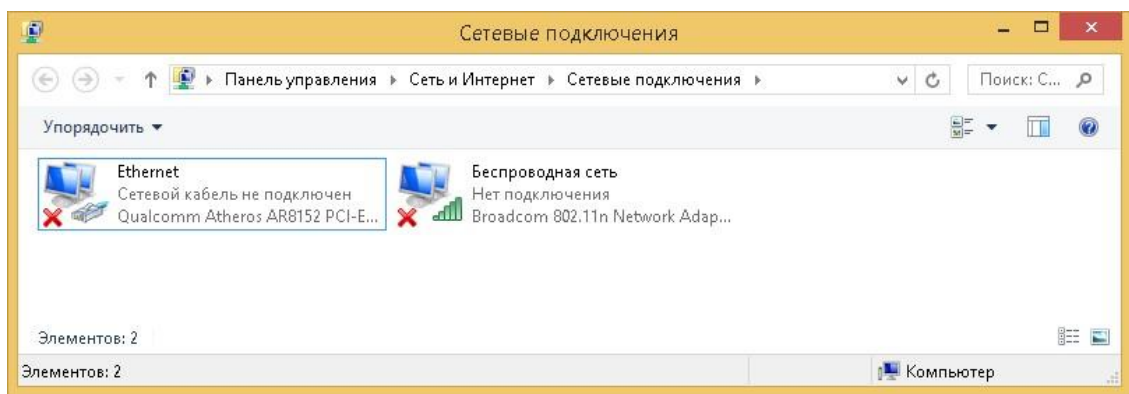 Сетевые подключения
Панель управления Сеть и Интернет Сетевые подключения Поиск: С...
Упорядочить
Ethernet
Сетевой кабель не подключен
Qualcomm Atheros AR8152 PCI-E...
Беспроводная сеть
Нет подключения
Broadcom 802.11n Network Adap...
Элементов: 2
Элементов: 2 Компьютер